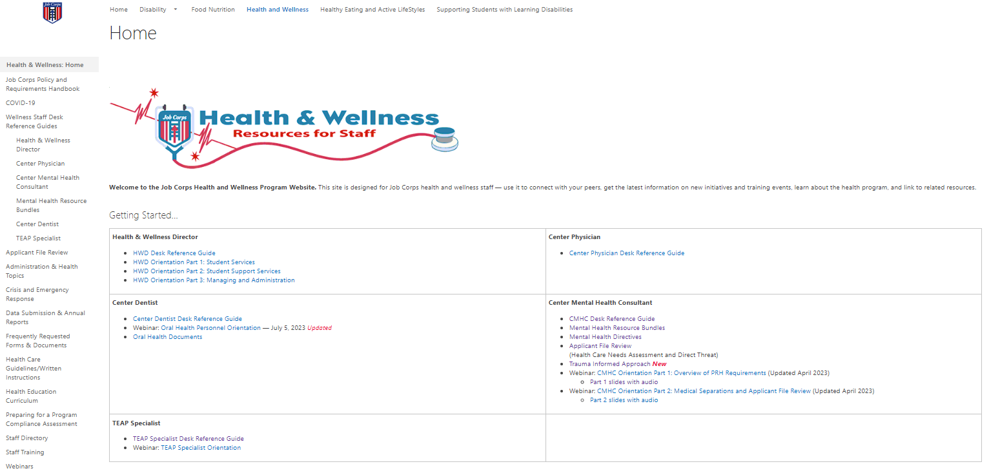 Job Corps
Home Disability Food Nutrition Health and Wellness Healthy Eating and Active LifeStyles Supporting Students with Learning Disabilities
Home
Health & Wellness: Home
Job Corps Policy and
Requirements Handbook
COVID-19
Wellness Staff Desk
Reference Guides
Health & Wellness
Director
Center Physician
Center Mental Health
Consultant
Mental Health Resource
Bundles
Center Dentist
TEAP Specialist
Applicant File Review
Administration & Health
Topics
Crisis and Emergency
Response
Data Submission & Annual
Reports
Frequently Requested
Forms & Documents
Health Care
Guidelines/Written
Instructions
Health Education
Curriculum
Preparing for a Program
Compliance Assessment
Staff Directory
Staff Training
Webinars
Job Corps
Health & Wellness
Resources for Staff
Welcome to the Job Corps Health and Wellness Program Website. This site is designed for Job Corps health and wellness staff — use it to connect with your peers, get the latest information on new initiatives and training events, learn about the health program, and link to related resources.
Getting Started...
Health & Wellness Director
• HWD Desk Reference Guide
• HWD Orientation Part 1: Student Services
• HWD Orientation Part 2: Student Support Services
• HWD Orientation Part 3: Managing and Administration
Center Physician
• Center Physician Desk Reference Guide
Center Dentist
• Center Dentist Desk Reference Guide
• Webinar: Oral Health Personnel Orientation — July 5, 2023 Updated
• Oral Health Documents
Center Mental Health Consultant
• CMHC Desk Reference Guide
• Mental Health Resource Bundles
• Mental Health Directives
• Applicant File Review
(Health Care Needs Assessment and Direct Threat)
• Trauma Informed Approach New
• Webinar: CMHC Orientation Part 1: Overview of PRH Requirements (Updated April 2023)
○ Part 1 slides with audio
• Webinar: CMHC Orientation Part 2: Medical Separations and Applicant File Review (Updated April 2023)
○ Part 2 slides with audio
TEAP Specialist
• TEAP Specialist Desk Reference Guide
• Webinar: TEAP Specialist Orientation